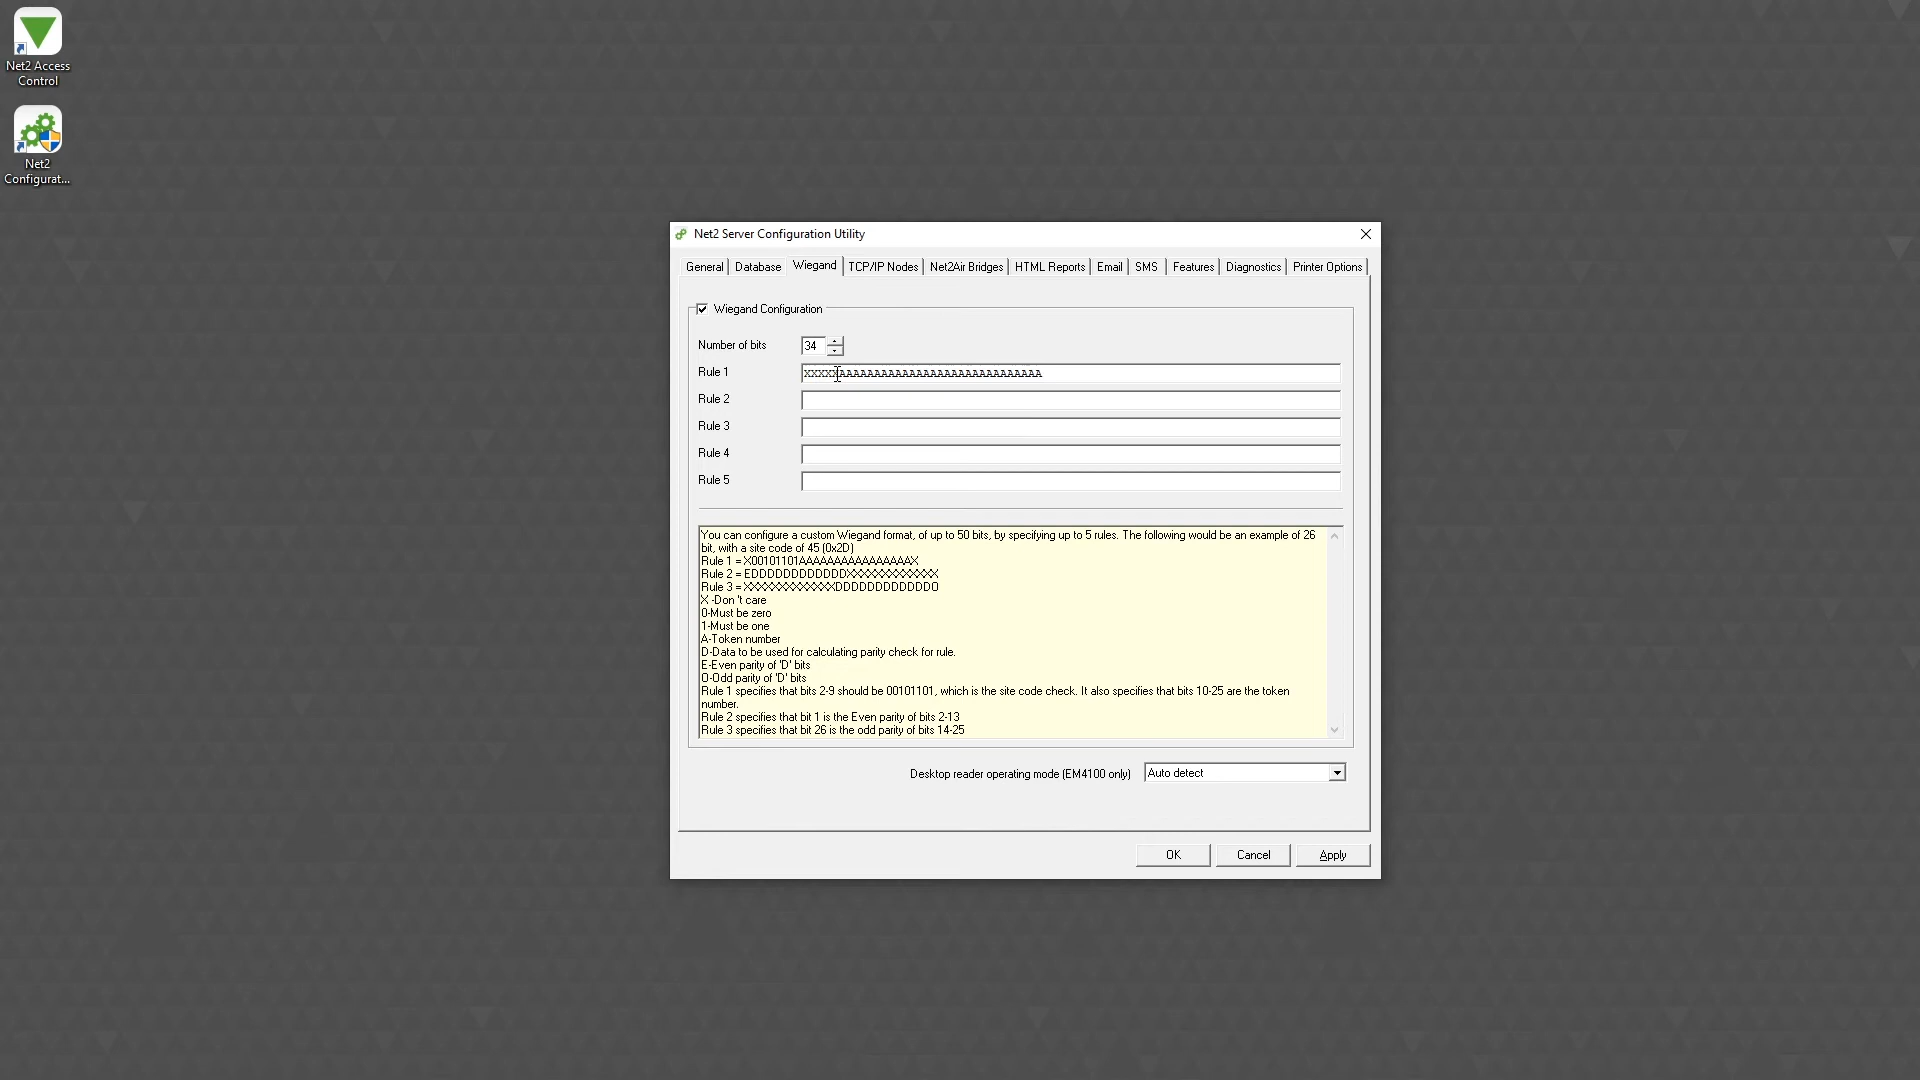 Net2 Access
Control
Net2
Configurat...
Net2 Server Configuration Utility
General Database Wiegand TCP/IP Nodes Net2Air Bridges HTML Reports Email SMS Features Diagnostics Printer Options
Wiegand Configuration
Number of bits 34
Rule 1 XXXXXAAAAAAAAAAAAAAAAAAAAAAAAAAAAA
Rule 2
Rule 3
Rule 4
Rule 5
You can configure a custom Wiegand format, of up to 50 bits, by specifying up to 5 rules. The following would be an example of 26
bit, with a site code of 45 (0x2D)
Rule 1 = X00101101AAAAAAAAAAAAAAAAX
Rule 2 = EDDDDDDDDDDDDXXXXXXXXXXXXX
Rule 3 = XXXXXXXXXXXXXDDDDDDDDDDDDO
X -Don 't care
0-Must be zero
1-Must be one
A-Token number
D-Data to be used for calculating parity check for rule.
E-Even parity of 'D' bits
O-Odd parity of 'D' bits
Rule 1 specifies that bits 2-9 should be 00101101, which is the site code check. It also specifies that bits 10-25 are the token
number.
Rule 2 specifies that bit 1 is the Even parity of bits 2-13
Rule 3 specifies that bit 26 is the odd parity of bits 14-25
Desktop reader operating mode (EM4100 only) Auto detect
OK Cancel Apply